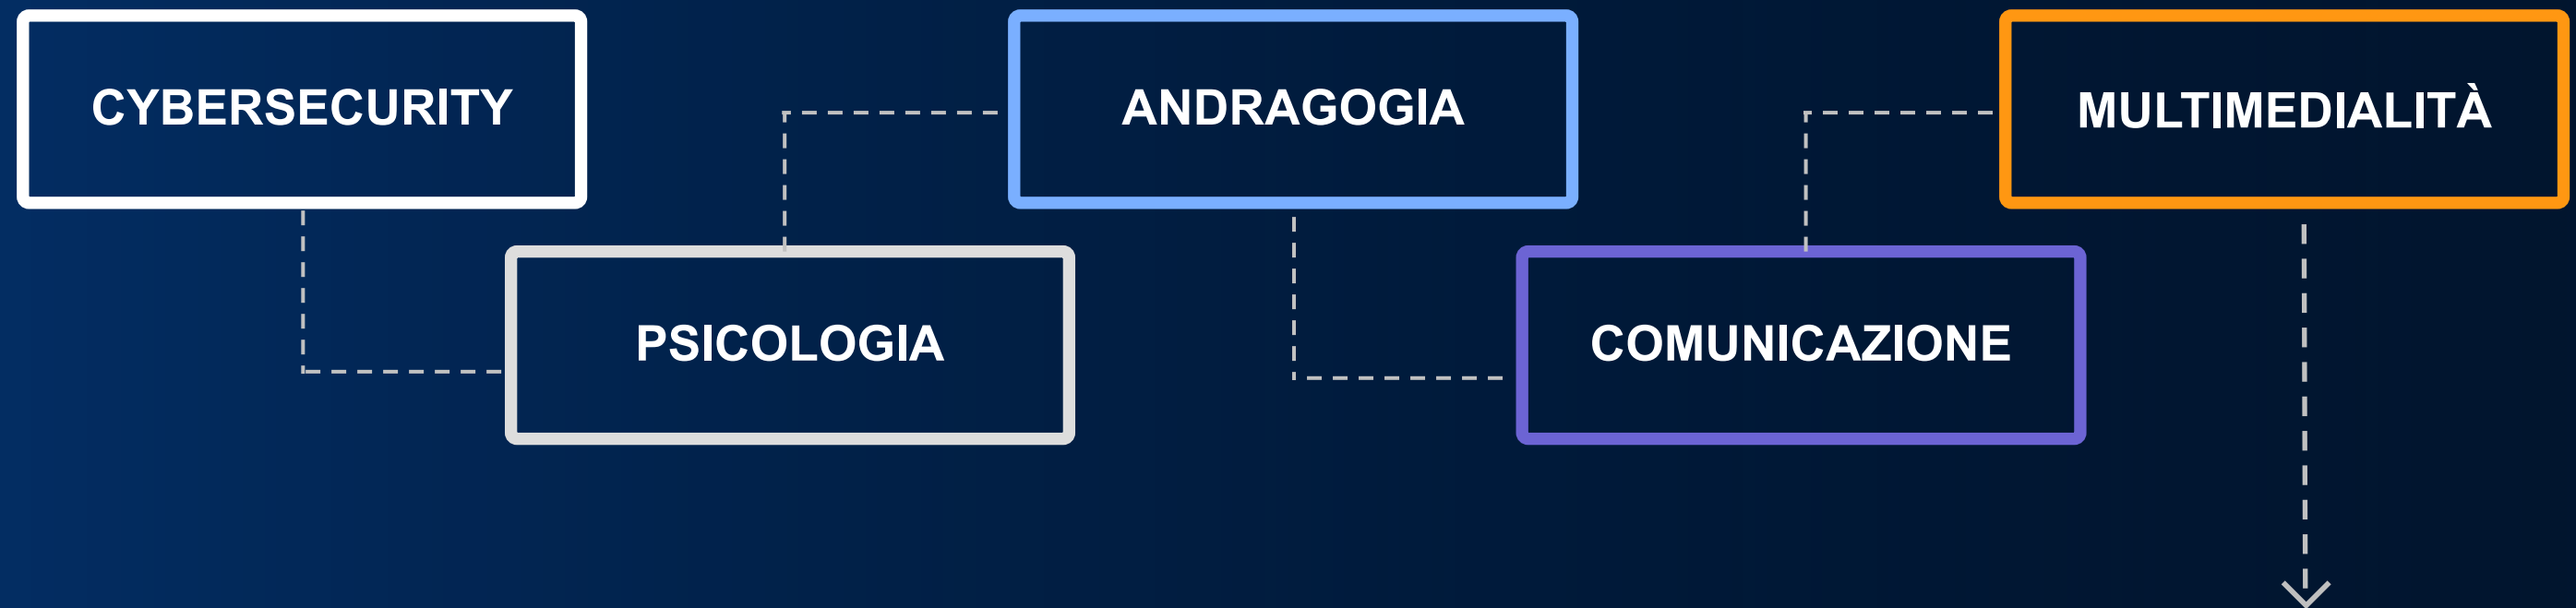 CYBERSECURITY
PSICOLOGIA
ANDRAGOGIA
COMUNICAZIONE
MULTIMEDIALITÀ